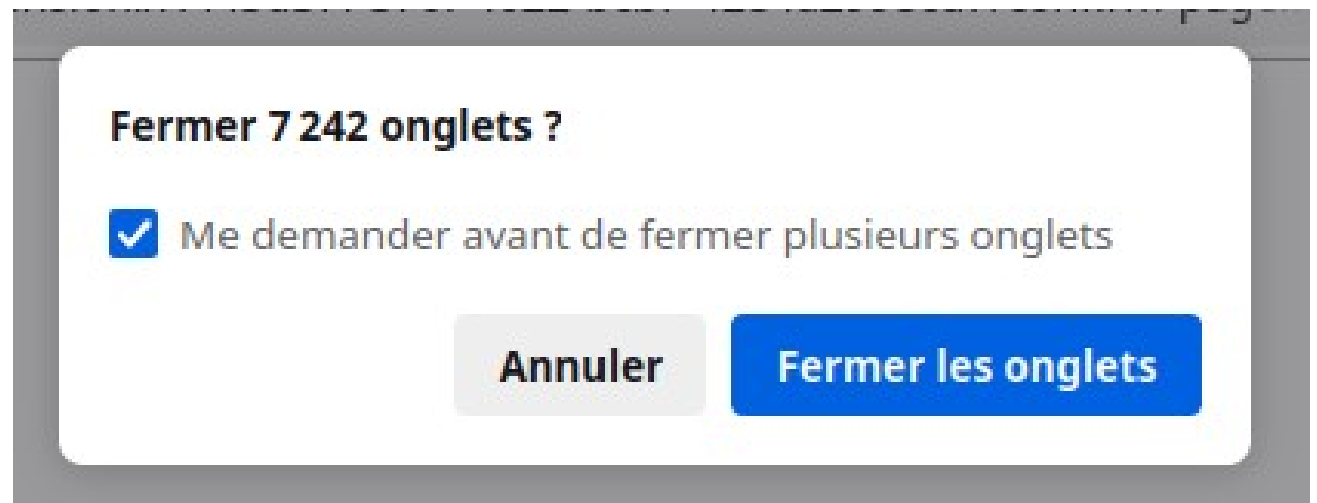 Fermer 7 242 onglets ?
Me demander avant de fermer plusieurs onglets
Annuler
Fermer les onglets